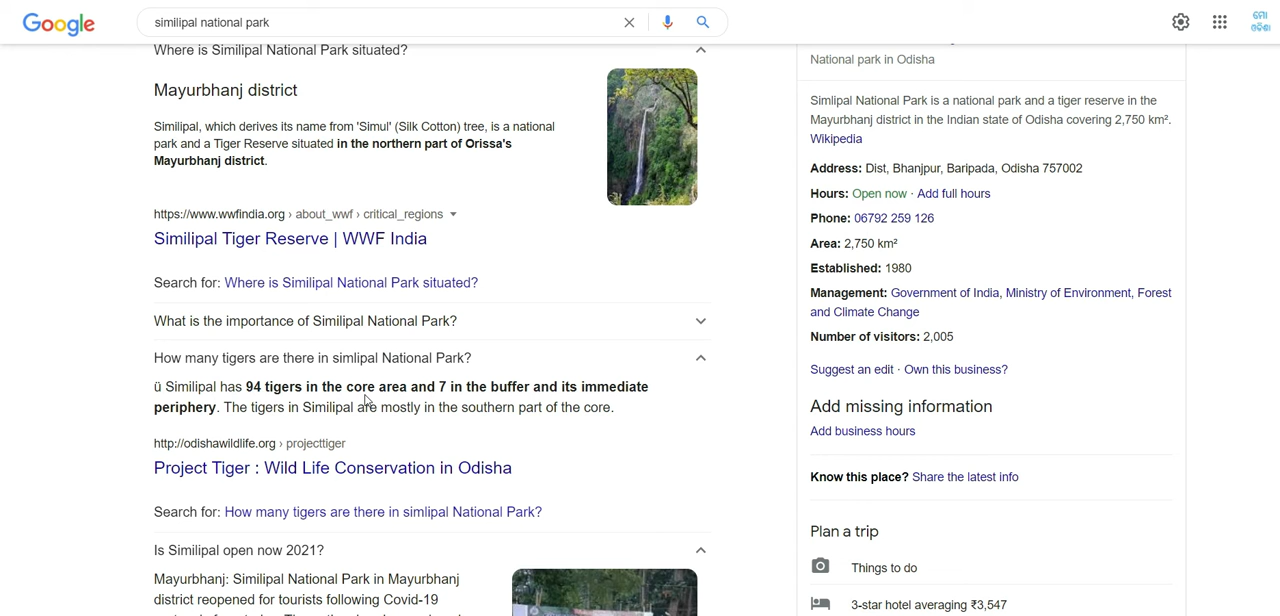 Google
similipal national park
ମୋ
ଓଡ଼ିଶା
Where is Similipal National Park situated?
Mayurbhanj district
Similipal, which derives its name from 'Simul' (Silk Cotton) tree, is a national
park and a Tiger Reserve situated in the northern part of Orissa's
Mayurbhanj district.
https://www.wwfindia.org › about_wwf › critical_regions
Similipal Tiger Reserve | WWF India
Search for: Where is Similipal National Park situated?
What is the importance of Similipal National Park?
How many tigers are there in simlipal National Park?
ü Similipal has 94 tigers in the core area and 7 in the buffer and its immediate
periphery. The tigers in Similipal are mostly in the southern part of the core.
http://odishawildlife.org › projecttiger
Project Tiger : Wild Life Conservation in Odisha
Search for: How many tigers are there in simlipal National Park?
Is Similipal open now 2021?
Mayurbhanj: Similipal National Park in Mayurbhanj
district reopened for tourists following Covid-19
National park in Odisha
Simlipal National Park is a national park and a tiger reserve in the
Mayurbhanj district in the Indian state of Odisha covering 2,750 km².
Wikipedia
Address: Dist, Bhanjpur, Baripada, Odisha 757002
Hours: Open now · Add full hours
Phone: 06792 259 126
Area: 2,750 km²
Established: 1980
Management: Government of India, Ministry of Environment, Forest
and Climate Change
Number of visitors: 2,005
Suggest an edit · Own this business?
Add missing information
Add business hours
Know this place? Share the latest info
Plan a trip
Things to do
3-star hotel averaging ₹3,547